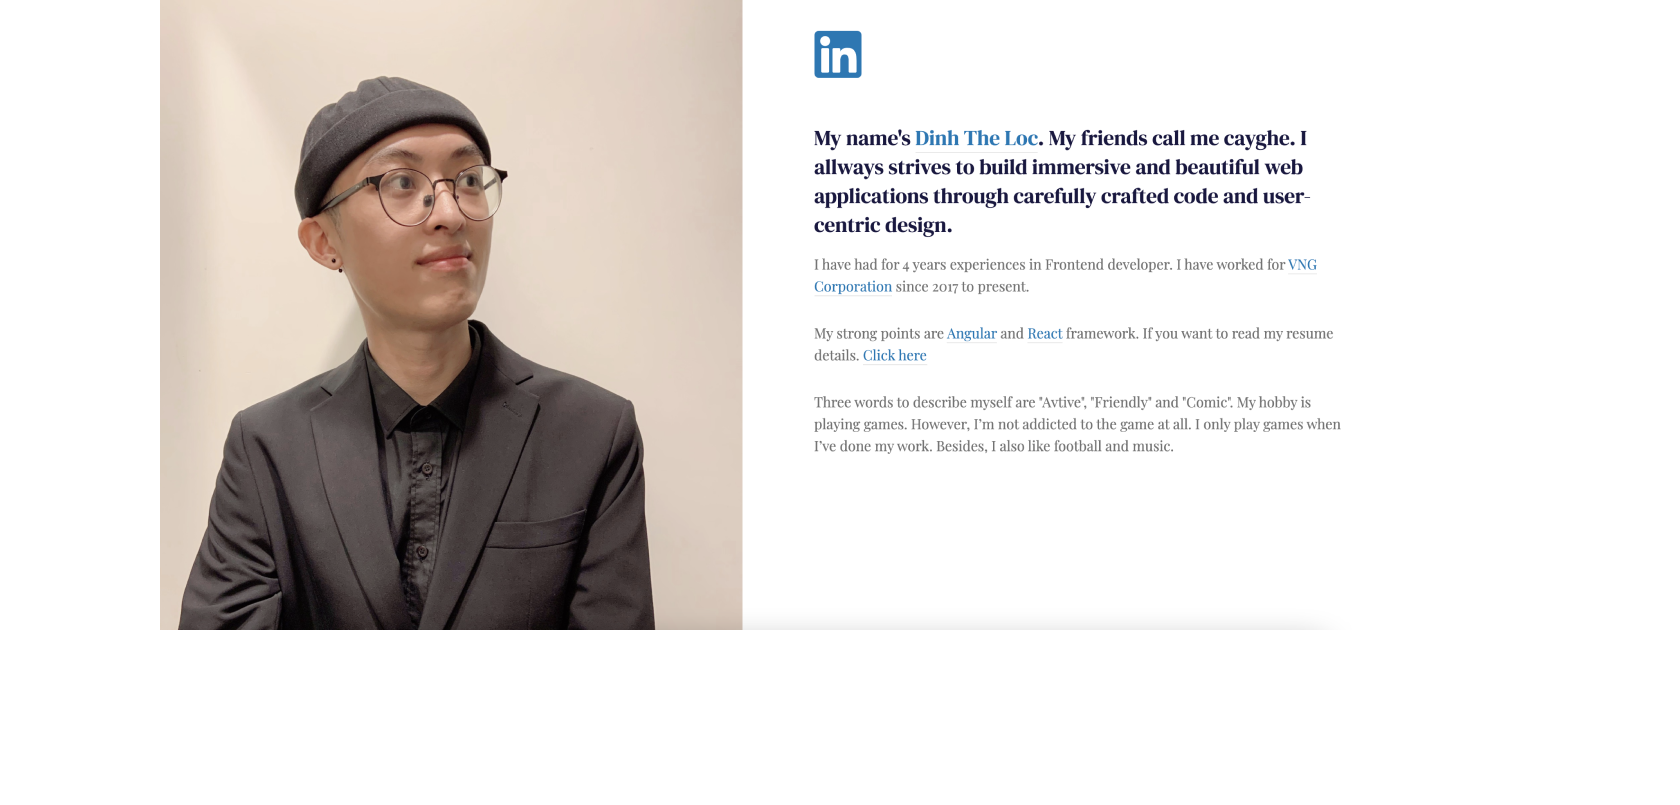 in
My name's Dinh The Loc. My friends call me cayghe. I
allways strives to build immersive and beautiful web
applications through carefully crafted code and user-
centric design.
I have had for 4 years experiences in Frontend developer. I have worked for VNG
Corporation since 2017 to present.
My strong points are Angular and React framework. If you want to read my resume
details. Click here
Three words to describe myself are "Avtive", "Friendly" and "Comic". My hobby is
playing games. However, I'm not addicted to the game at all. I only play games when
I've done my work. Besides, I also like football and music.